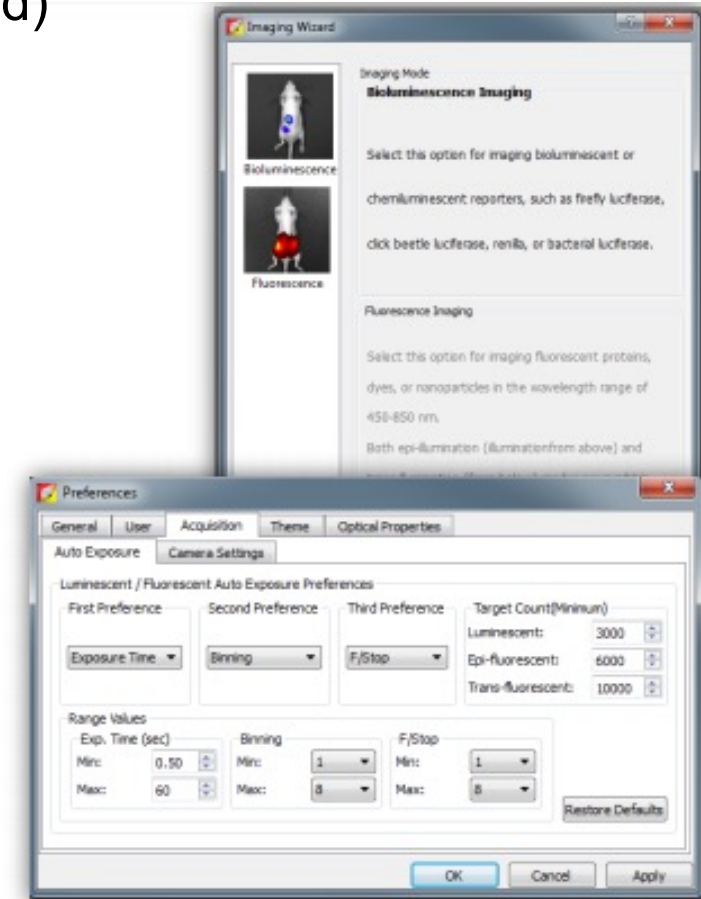 d)
Imaging Wizard
Imaging Mode
Bioluminescence Imaging
Select this option for imaging bioluminescent or
chemiluminescent reporters, such as firefly luciferase,
click beetle luciferase, renilla, or bacterial luciferase.
Bioluminescence
Fluorescence
Fluorescence Imaging
Select this option for imaging fluorescent proteins,
dyes, or nanoparticles in the wavelength range of
450-850 nm.
Both epi-illumination (illuminationfrom above) and
Preferences
General User Acquisition Theme Optical Properties
Auto Exposure Camera Settings
Luminescent / Fluorescent Auto Exposure Preferences
First Preference Second Preference Third Preference Target Count(Minimum)
Luminescent: 3000
Exposure Time Binning F/Stop Epi-fluorescent: 6000
Trans-fluorescent: 10000
Range Values
Exp. Time (sec) Binning F/Stop
Min: 0.50 Min: 1 Min: 1
Max: 60 Max: 8 Max: 8
Restore Defaults
OK Cancel Apply